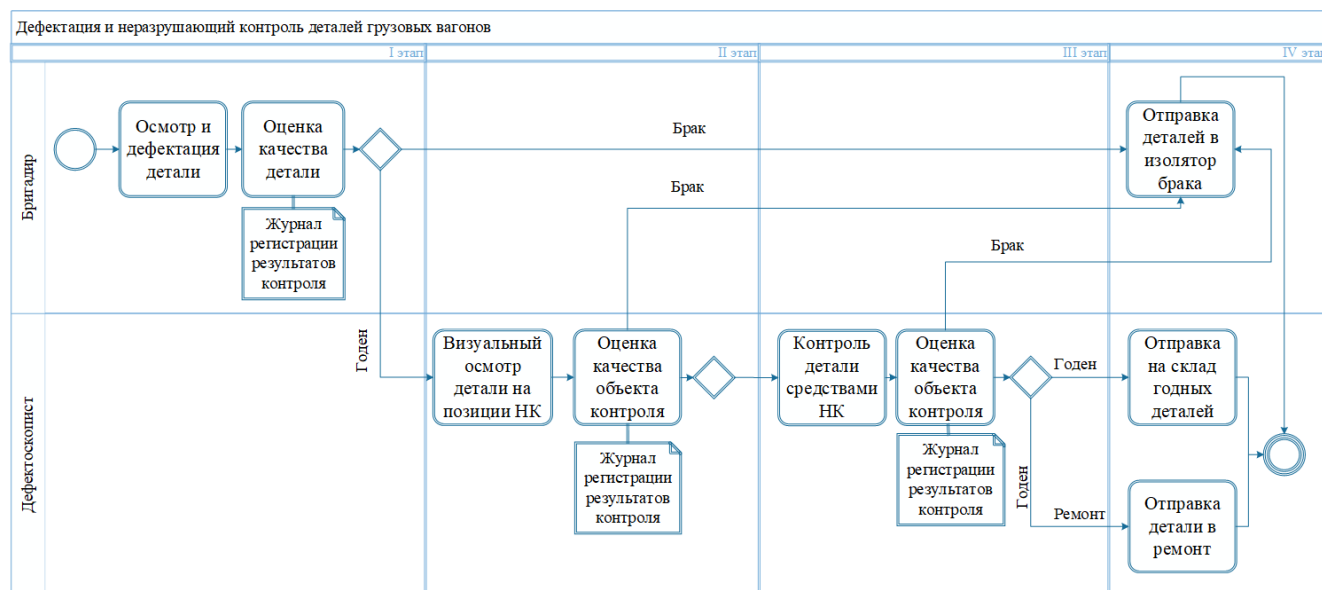 Дефектация и неразрушающий контроль деталей грузовых вагонов
I этап
II этап
III этап
IV этап
Бригадир
Осмотр и
дефектация
детали
Оценка
качества
детали
Журнал
регистрации
результатов
контроля
Брак
Брак
Брак
Отправка
деталей в
изолятор
брака
Годен
Дефектоскопист
Визуальный
осмотр
детали на
позиции НК
Оценка
качества
объекта
контроля
Журнал
регистрации
результатов
контроля
Контроль
детали
средствами
НК
Оценка
качества
объекта
контроля
Журнал
регистрации
результатов
контроля
Годен
Годен
Ремонт
Отправка
на склад
годных
деталей
Отправка
детали в
ремонт